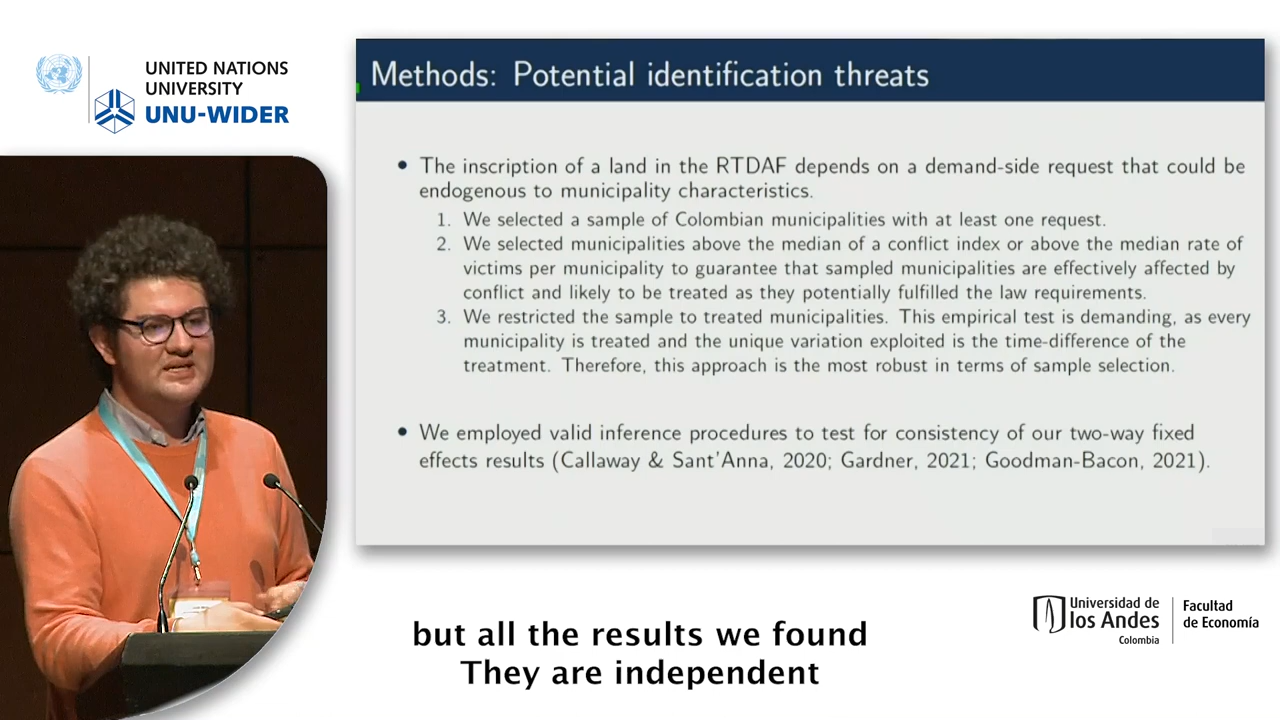 UNITED NATIONS
UNIVERSITY
UNU-WIDER
Methods: Potential identification threats
• The inscription of a land in the RTDAF depends on a demand-side request that could be
endogenous to municipality characteristics.
1. We selected a sample of Colombian municipalities with at least one request.
2. We selected municipalities above the median of a conflict index or above the median rate of
victims per municipality to guarantee that sampled municipalities are effectively affected by
conflict and likely to be treated as they potentially fulfilled the law requirements.
3. We restricted the sample to treated municipalities. This empirical test is demanding, as every
municipality is treated and the unique variation exploited is the time-difference of the
treatment. Therefore, this approach is the most robust in terms of sample selection.
• We employed valid inference procedures to test for consistency of our two-way fixed
effects results (Callaway & Sant'Anna, 2020; Gardner, 2021; Goodman-Bacon, 2021).
but all the results we found
They are independent
Universidad de
los Andes
Colombia
Facultad
de Economía